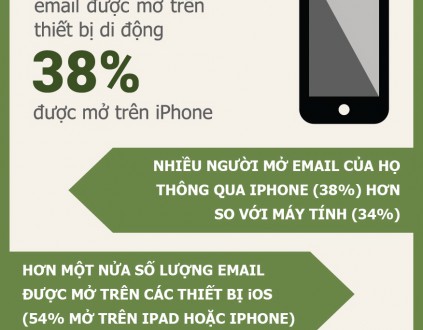 email được mở trên
thiết bị di động
38%
được mở trên iPhone
NHIỀU NGƯỜI MỞ EMAIL CỦA HỌ
THÔNG QUA IPHONE (38%) HƠN
SO VỚI MÁY TÍNH (34%)
HƠN MỘT NỬA SỐ LƯỢNG EMAIL
ĐƯỢC MỞ TRÊN CÁC THIẾT BỊ iOS
(54% MỞ TRÊN IPAD HOẶC IPHONE)